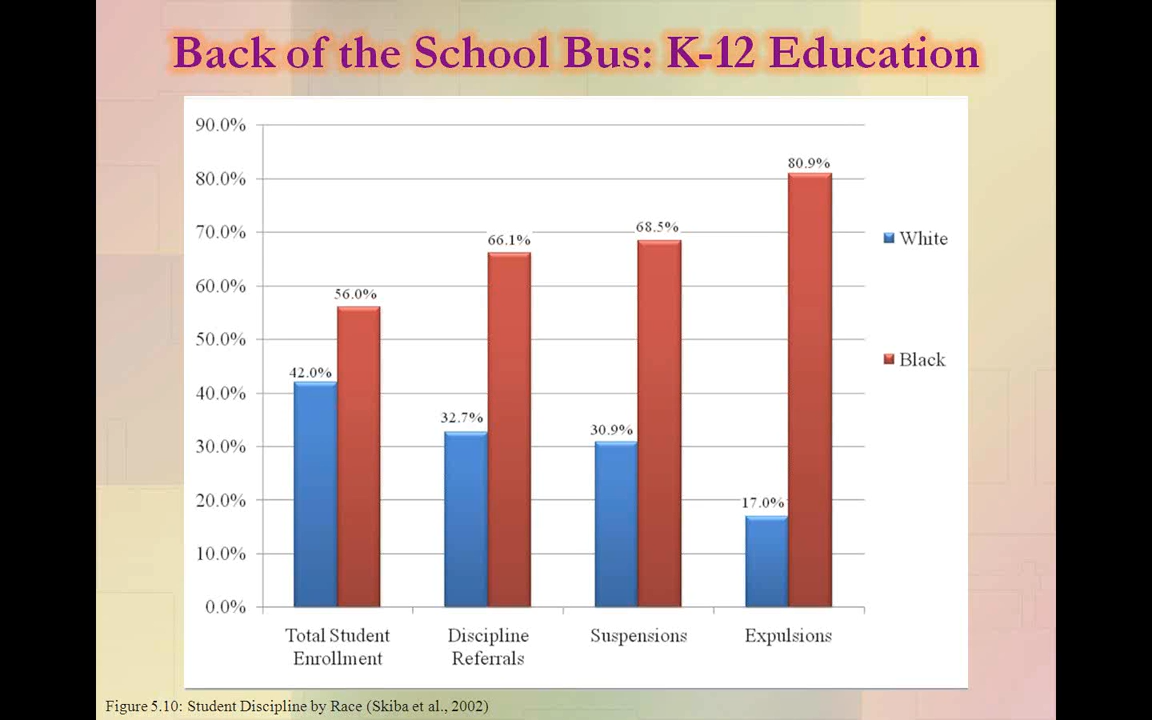 Back of the School Bus: K-12 Education
90.0%
80.0%
70.0%
60.0%
50.0%
40.0%
30.0%
20.0%
10.0%
0.0%
42.0%
56.0%
32.7%
66.1%
30.9%
68.5%
17.0%
80.9%
Total Student
Enrollment
Discipline
Referrals
Suspensions
Expulsions
White
Black
Figure 5.10: Student Discipline by Race (Skiba et al., 2002)